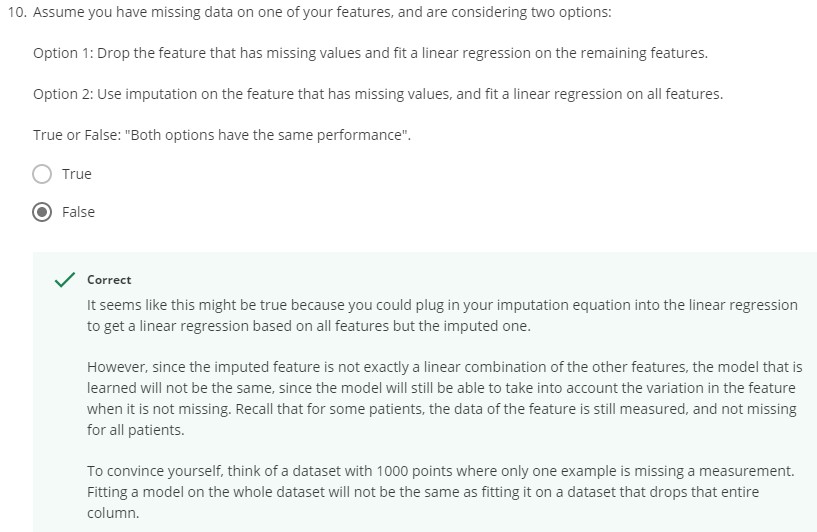 10. Assume you have missing data on one of your features, and are considering two options:
Option 1: Drop the feature that has missing values and fit a linear regression on the remaining features.
Option 2: Use imputation on the feature that has missing values, and fit a linear regression on all features.
True or False: "Both options have the same performance".
True
False
Correct
It seems like this might be true because you could plug in your imputation equation into the linear regression
to get a linear regression based on all features but the imputed one.
However, since the imputed feature is not exactly a linear combination of the other features, the model that is
learned will not be the same, since the model will still be able to take into account the variation in the feature
when it is not missing. Recall that for some patients, the data of the feature is still measured, and not missing
for all patients.
To convince yourself, think of a dataset with 1000 points where only one example is missing a measurement.
Fitting a model on the whole dataset will not be the same as fitting it on a dataset that drops that entire
column.